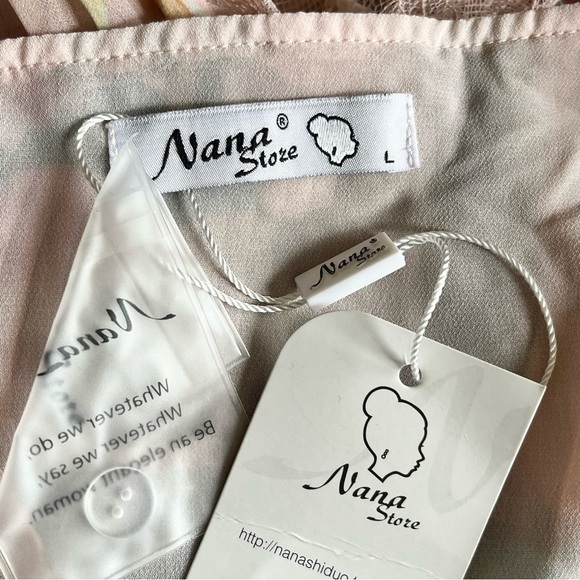 Nana®
Store
L
Nana®
Store
Nana
Whatever we do,
Whatever we say,
Be an elegant woman.
Nana
Store
http://nanashiduo.